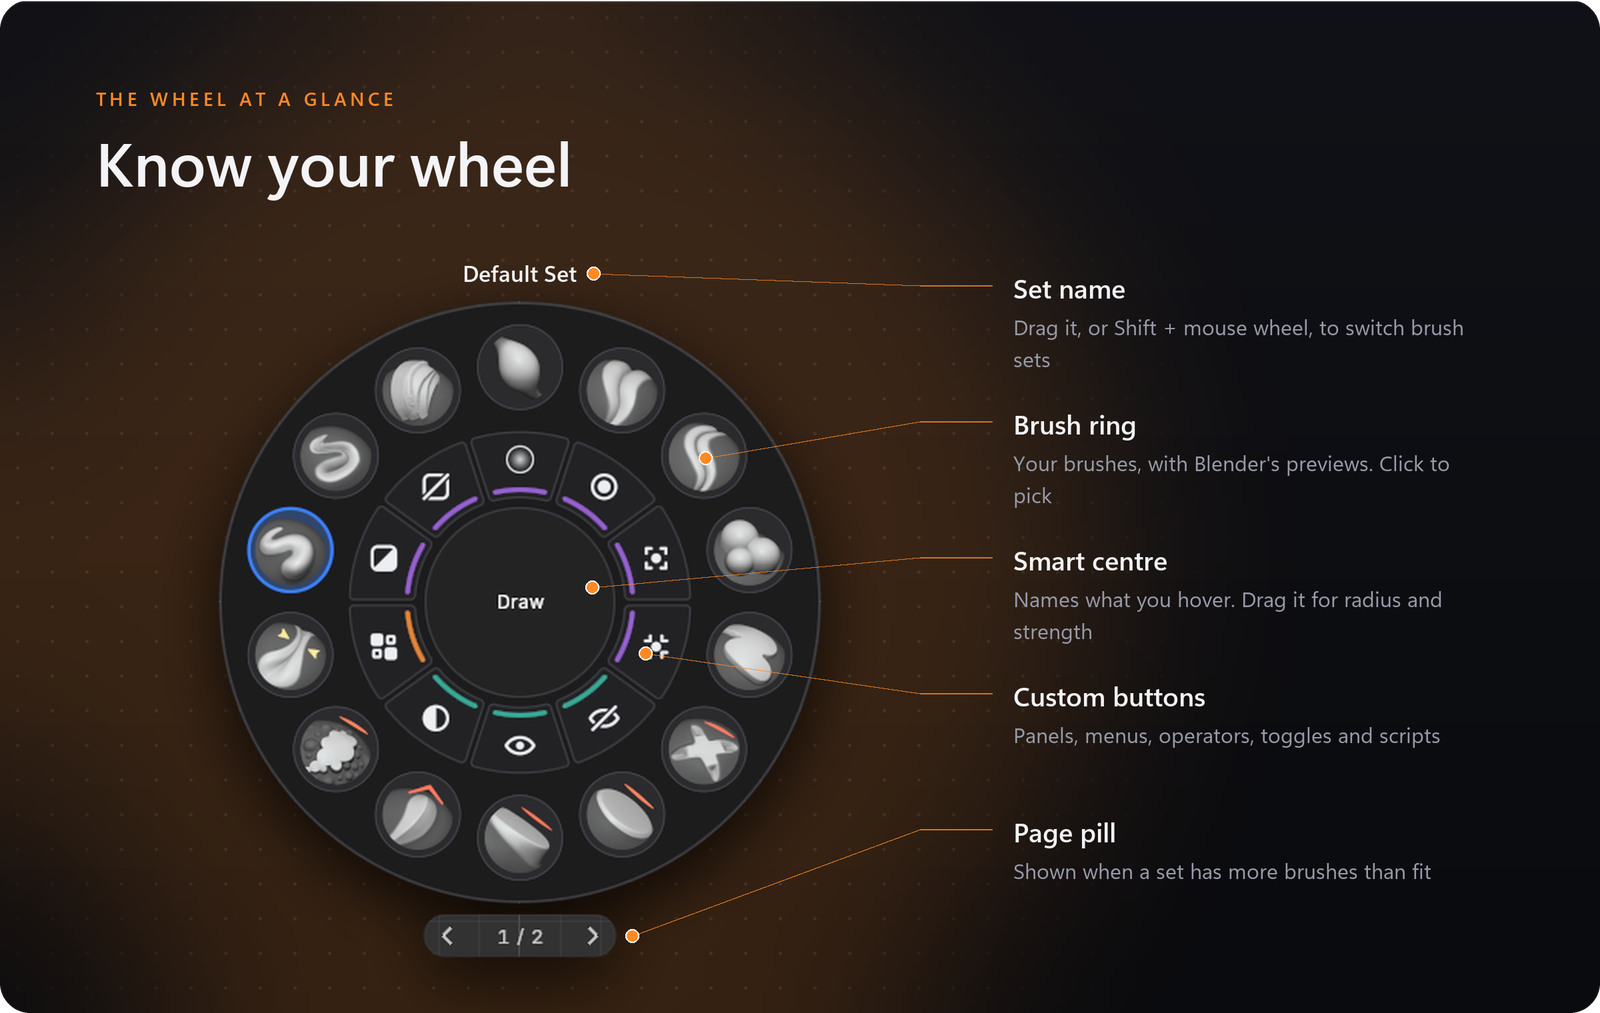 THE WHEEL AT A GLANCE
Know your wheel
Default Set
Set name
Drag it, or Shift + mouse wheel, to switch brush
sets
Brush ring
Your brushes, with Blender's previews. Click to
pick
Smart centre
Names what you hover. Drag it for radius and
strength
Draw
Custom buttons
Panels, menus, operators, toggles and scripts
Page pill
Shown when a set has more brushes than fit
1 / 2